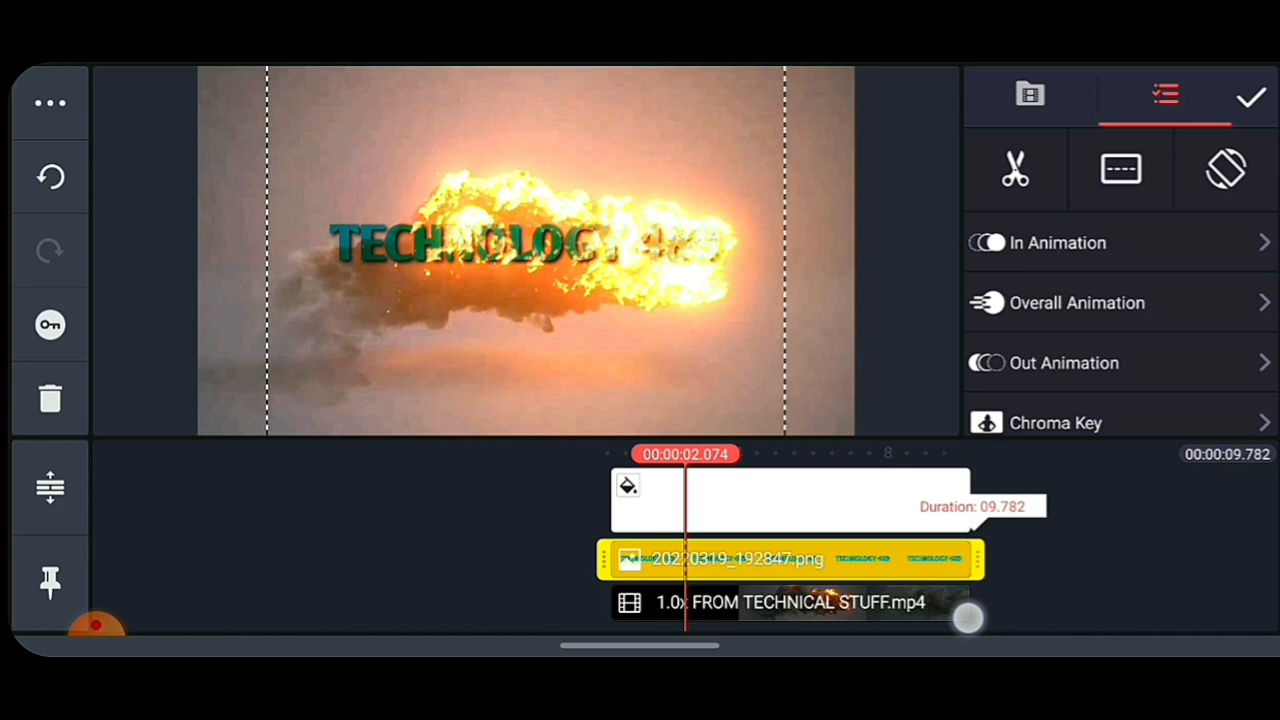 TECHNOLOGY
In Animation
Overall Animation
Out Animation
Chroma Key
00:00:02.074
8
00:00:09.782
Duration: 09.782
20220319_192847.png
1.0x FROM TECHNICAL STUFF.mp4